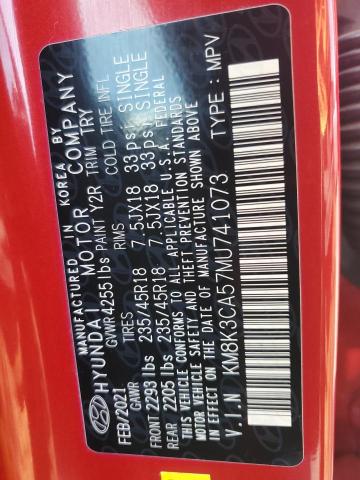 MANUFACTURED IN KOREA BY
HYUNDAI MOTOR COMPANY
FEB/2021 GVWR 4255 lbs PAINT Y2R TRIM TRY
GAWR TIRES RIMS COLD TIRE INFL
FRONT 2293 lbs 235/45R18 7.5JX18 33 psi, SINGLE
REAR 2205 lbs 235/45R18 7.5JX18 33 psi, SINGLE
THIS VEHICLE CONFORMS TO ALL APPLICABLE U.S.A. FEDERAL
MOTOR VEHICLE SAFETY AND THEFT PREVENTION STANDARDS
IN EFFECT ON THE DATE OF MANUFACTURE SHOWN ABOVE.
V.I.N KM8K3CA57NU741073 TYPE : MPV